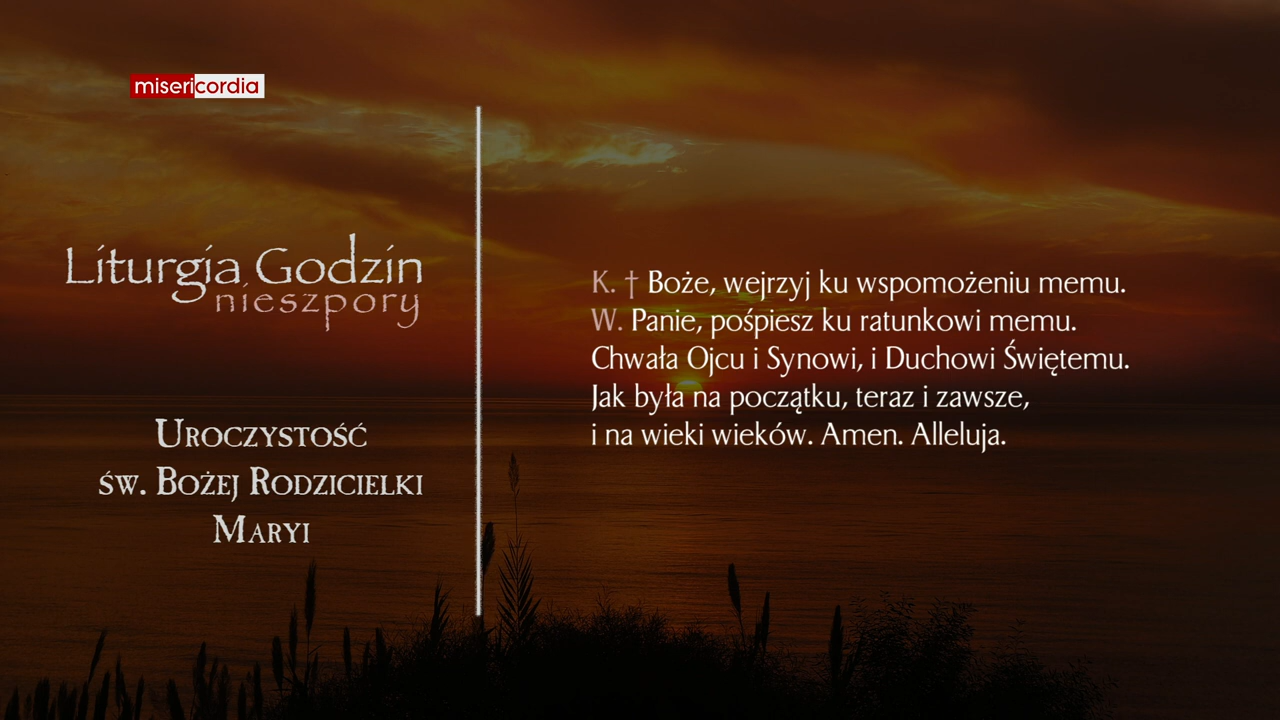 misericordia
Liturgia Godzin
nieszpory
Uroczystość
św. Bożej Rodzicielki
Maryi
K. † Boże, wejrzyj ku wspomożeniu memu.
W. Panie, pośpiesz ku ratunkowi memu.
Chwała Ojcu i Synowi, i Duchowi Świętemu.
Jak była na początku, teraz i zawsze,
i na wieki wieków. Amen. Alleluja.